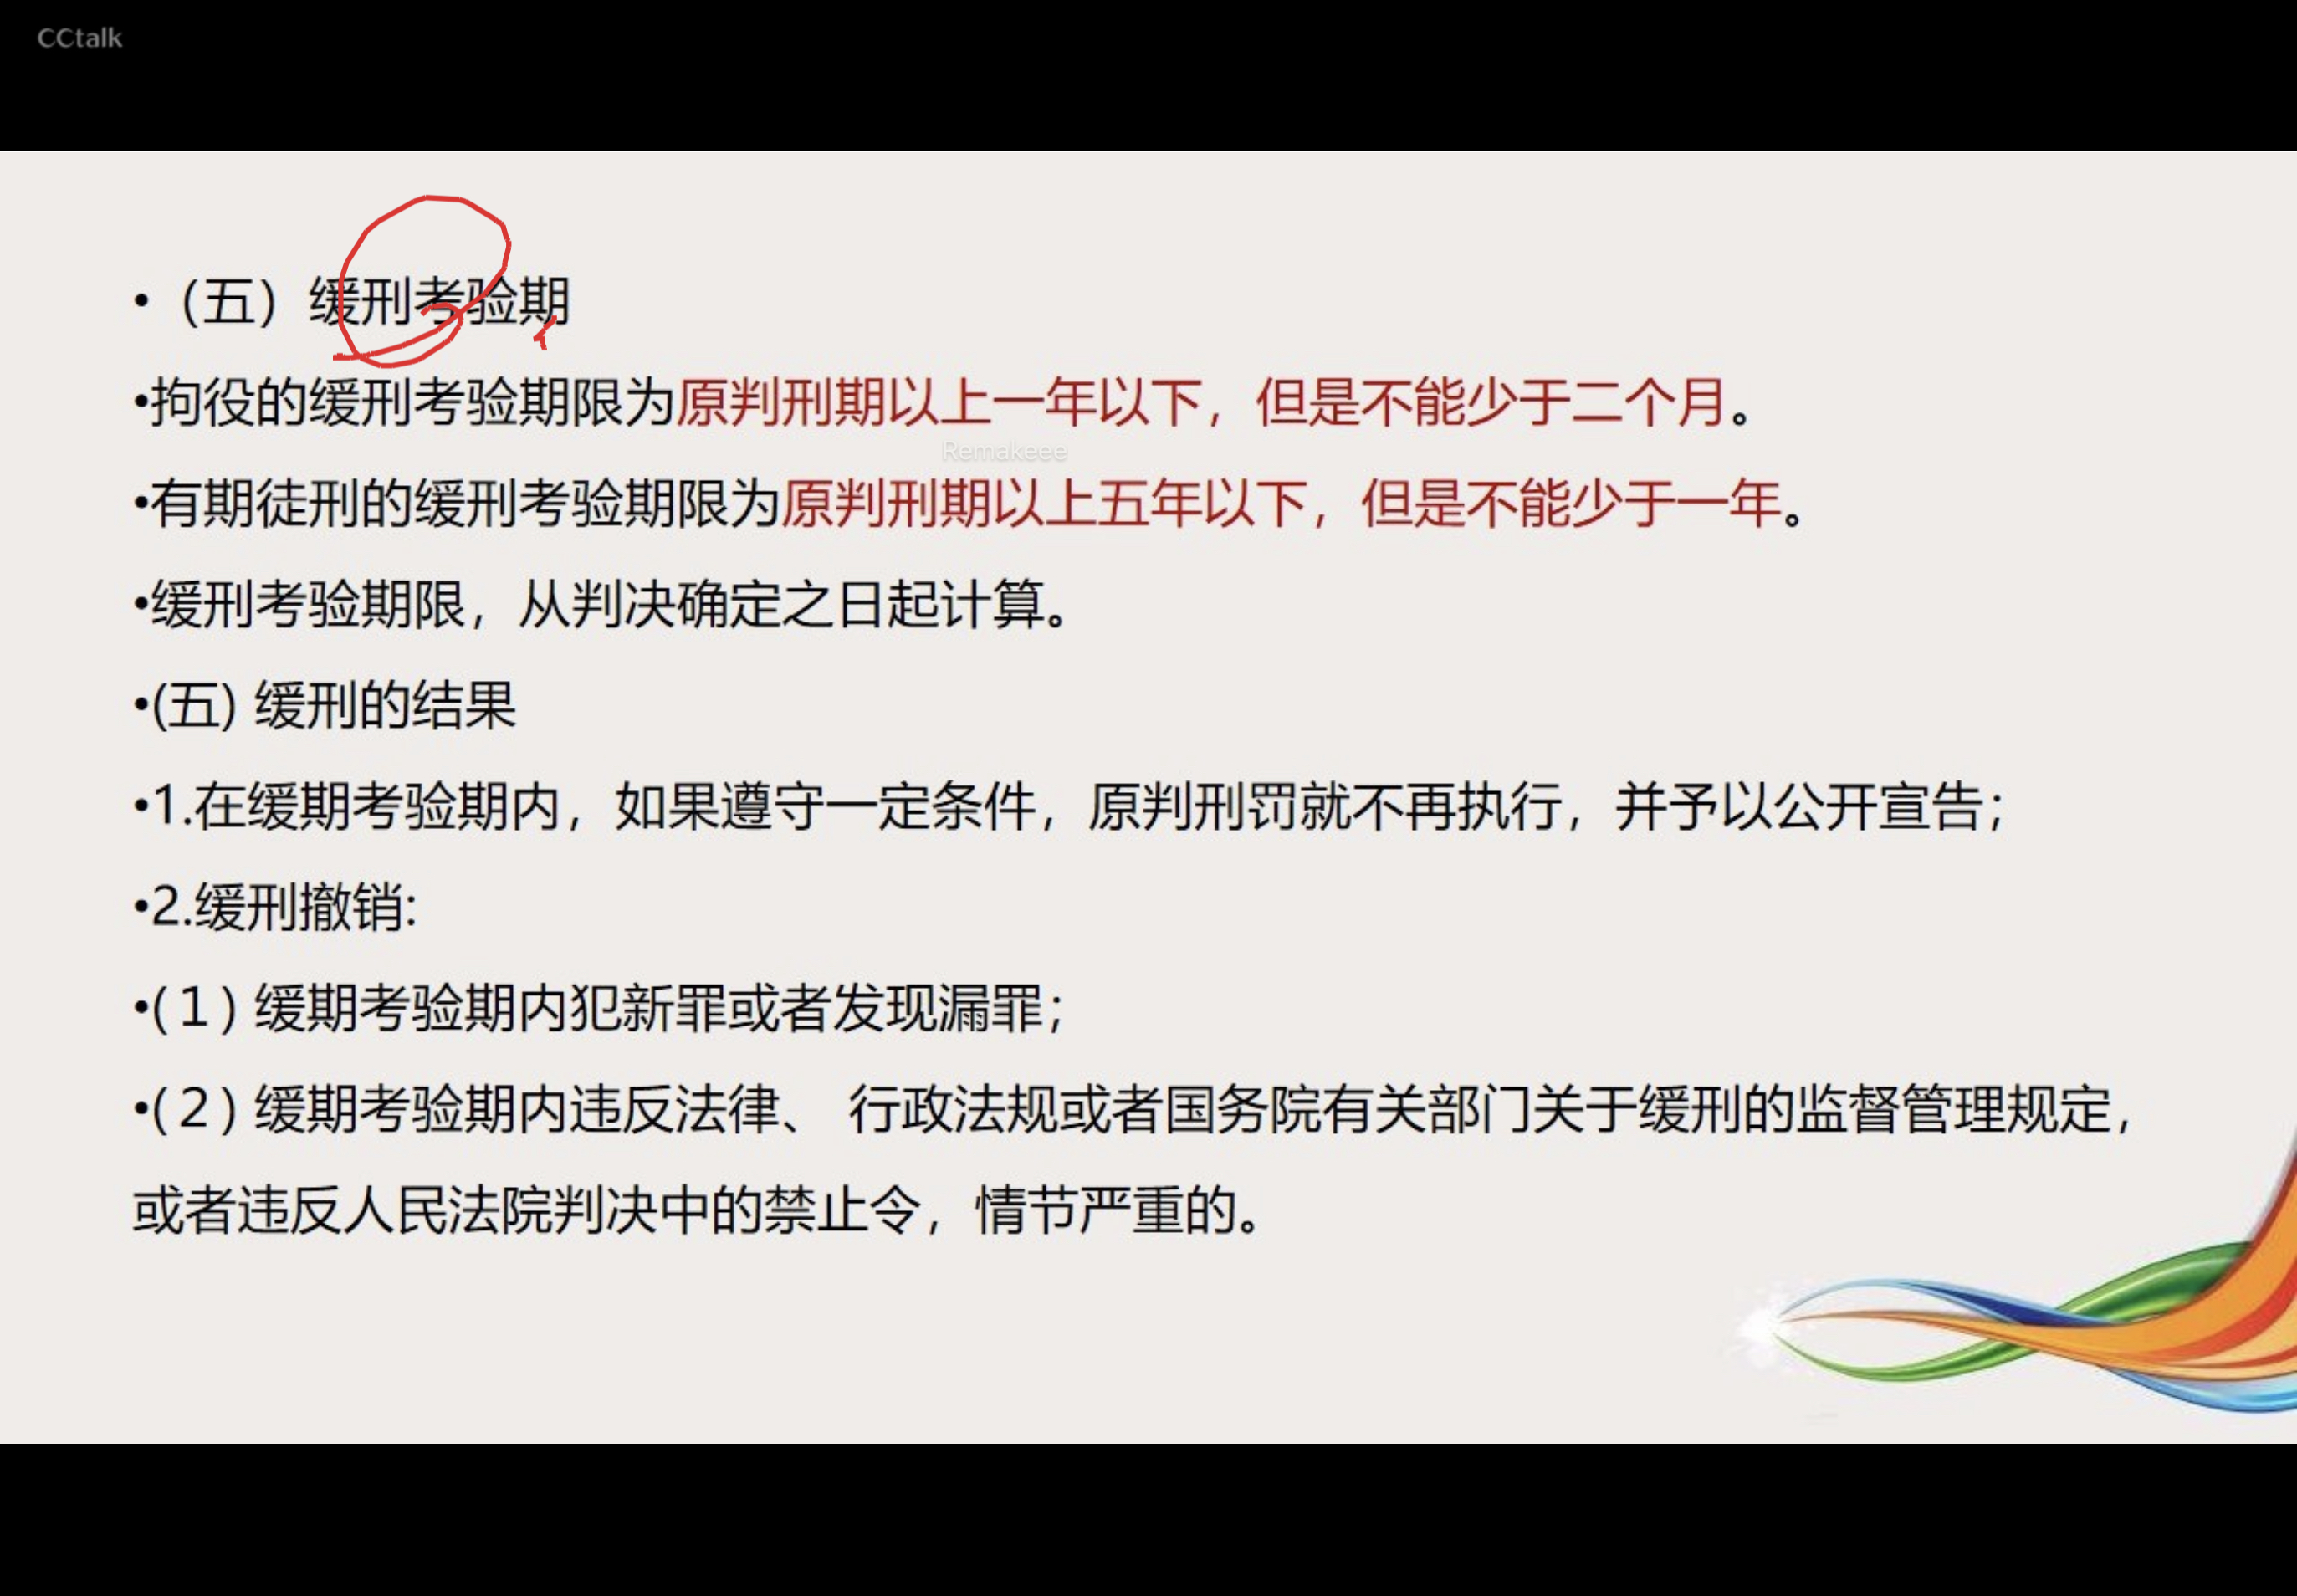 CCtalk
•（五）缓刑考验期
•拘役的缓刑考验期限为原判刑期以上一年以下，但是不能少于二个月。
Remakeee
•有期徒刑的缓刑考验期限为原判刑期以上五年以下，但是不能少于一年。
•缓刑考验期限，从判决确定之日起计算。
•(五) 缓刑的结果
•1.在缓期考验期内，如果遵守一定条件，原判刑罚就不再执行，并予以公开宣告；
•2.缓刑撤销:
•(1) 缓期考验期内犯新罪或者发现漏罪；
•(2) 缓期考验期内违反法律、 行政法规或者国务院有关部门关于缓刑的监督管理规定，
或者违反人民法院判决中的禁止令，情节严重的。